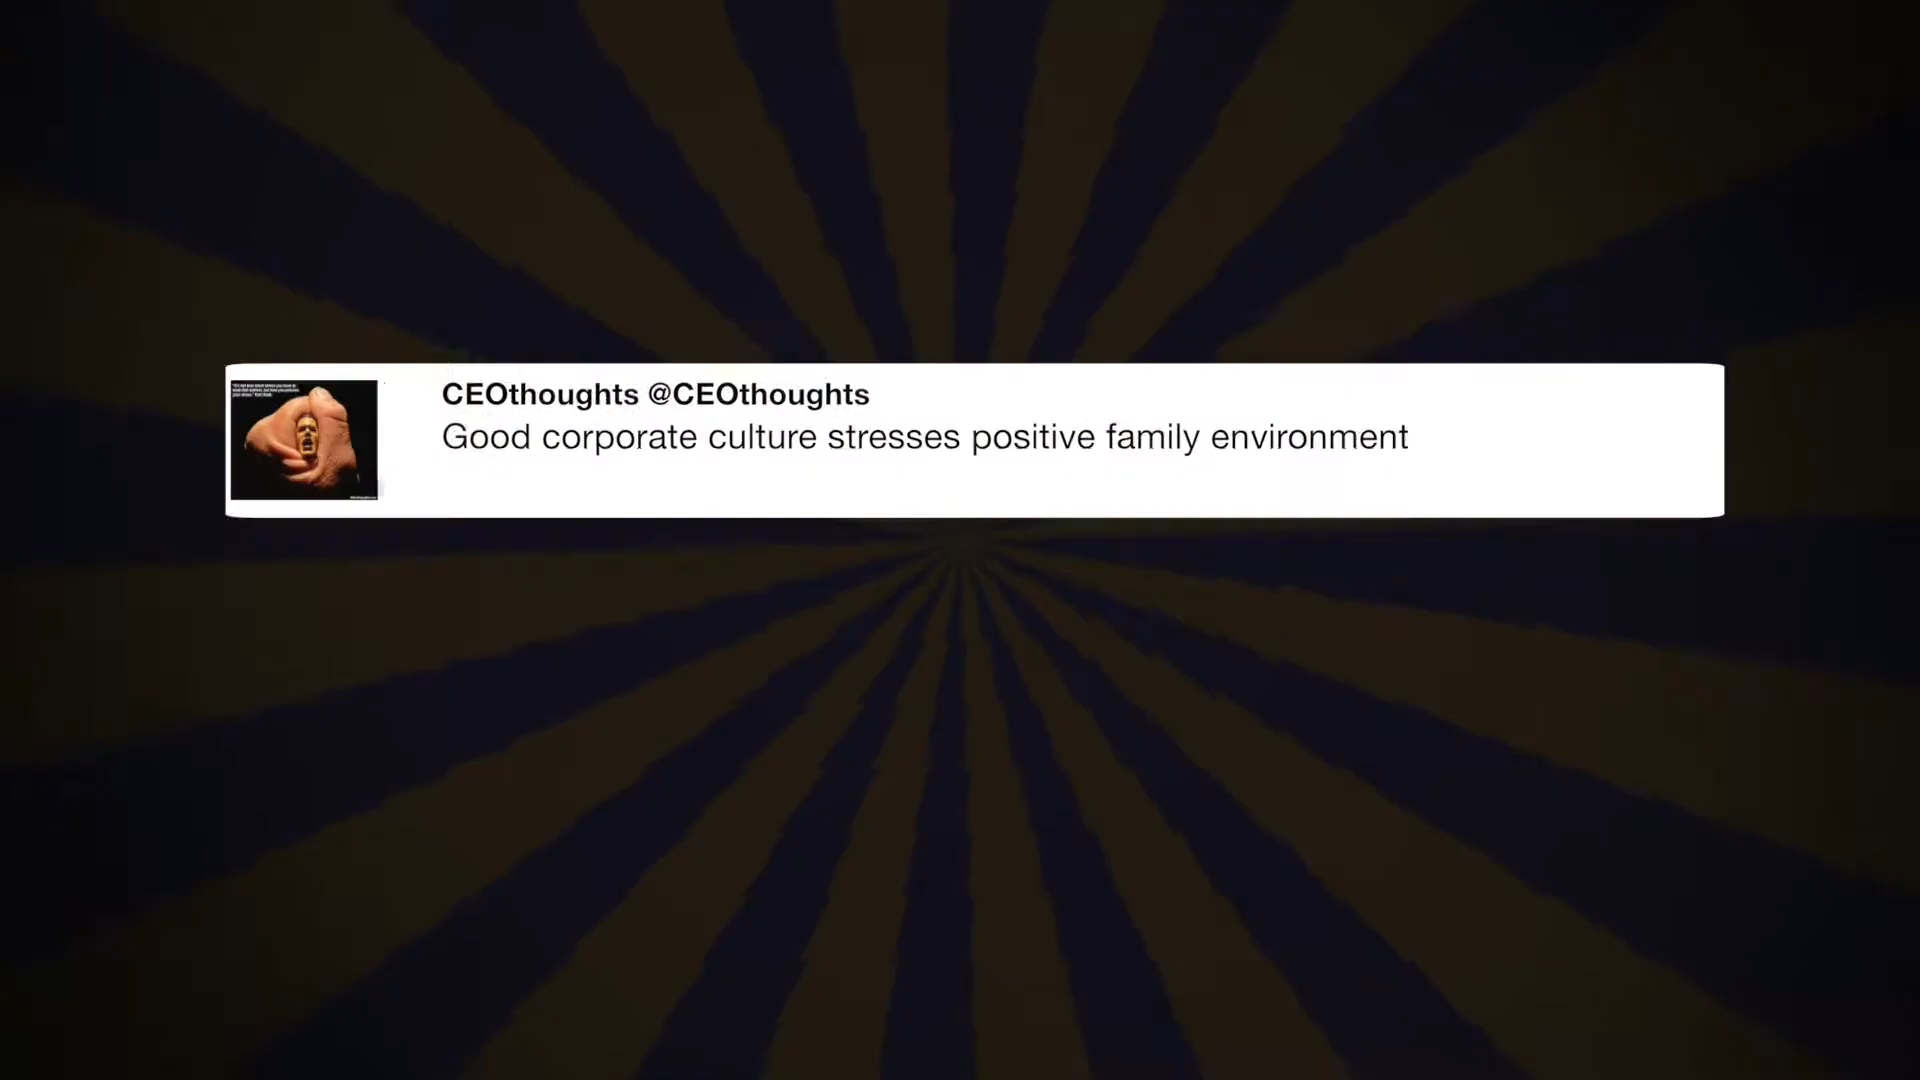 CEOthoughts @CEOthoughts
Good corporate culture stresses positive family environment